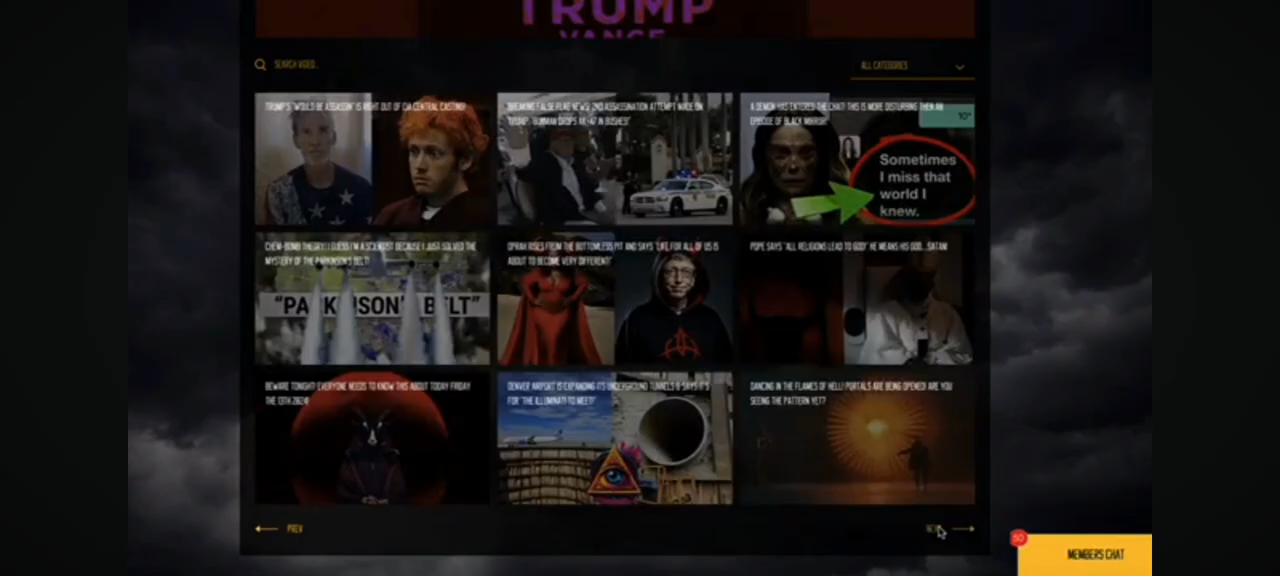 TRUMP
VANCE
SEARCH VIDEO..
ALL CATEGORIES
TRUMP'S "WOULD BE ASSASSIN" IS RIGHT OUT OF CIA CENTRAL CASTING!
BREAKING FALSE FLAG NEWS! 2ND ASSASSINATION ATTEMPT MADE ON
TRUMP, "GUNMAN DROPS AK-47 IN BUSHES!"
A DEMON HAS ENTERED THE CHAT! THIS IS MORE DISTURBING THEN AN
EPISODE OF BLACK MIRROR!
10"
Sometimes
I miss that
world I
knew.
CHEM-BOMB THEORY! I GUESS I'M A SCIENTIST BECAUSE I JUST SOLVED THE
MYSTERY OF THE PARKINSON'S BELT!
"PARKINSON'S BELT"
OPRAH RISES FROM THE BOTTOMLESS PIT AND SAYS "LIFE FOR ALL OF US IS
ABOUT TO BECOME VERY DIFFERENT!"
POPE SAYS "ALL RELIGIONS LEAD TO GOD" HE MEANS HIS GOD...SATAN!
BEWARE TONIGHT! EVERYONE NEEDS TO KNOW THIS ABOUT TODAY FRIDAY
THE 13TH 2024!
DENVER AIRPORT IS EXPANDING ITS UNDERGROUND TUNNELS & SAYS IT'S
FOR "THE ILLUMINATI TO MEET!"
DANCING IN THE FLAMES OF HELL! PORTALS ARE BEING OPENED! ARE YOU
SEEING THE PATTERN YET?
PREV
NEXT
50
MEMBERS CHAT